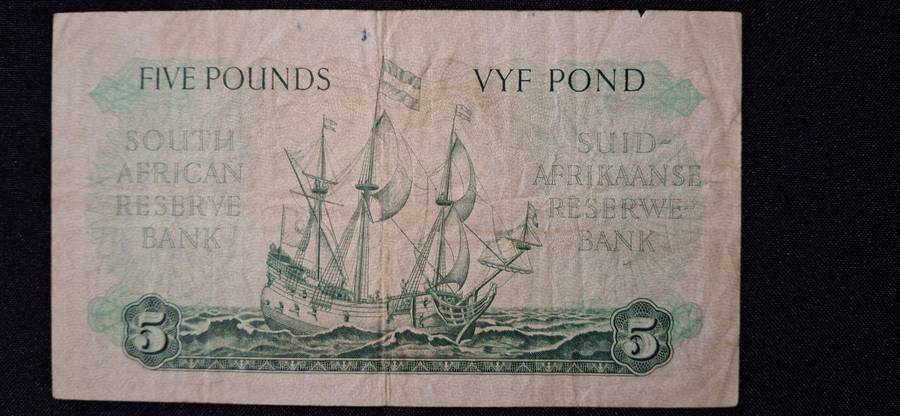 FIVE POUNDS
VYF POND
SOUTH
AFRICAN
RESERVE
BANK
SUID-
AFRIKAANSE
RESERWE-
BANK
5
5